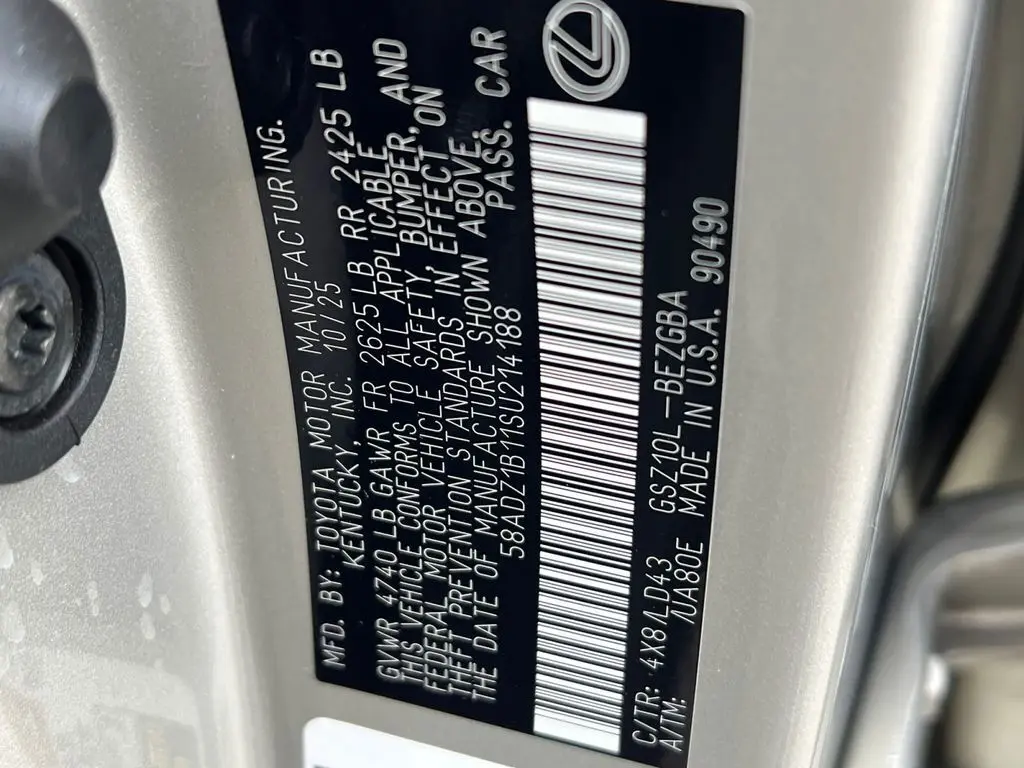 MFD. BY: TOYOTA MOTOR MANUFACTURING.
KENTUCKY, INC. 10/25
GVWR 4740 LB GAWR FR 2625LB RR 2425 LB
THIS VEHICLE CONFORMS TO ALL APPLICABLE
FEDERAL MOTOR VEHICLE SAFETY, BUMPER, AND
THEFT PREVENTION STANDARDS IN EFFECT ON
THE DATE OF MANUFACTURE SHOWN ABOVE.
58ADZ1B11SU214188 PASS. CAR
C/TR: 4X8/LD43 GSZ10L-BEZGBA
A/TM: /UA80E MADE IN U.S.A. 90490